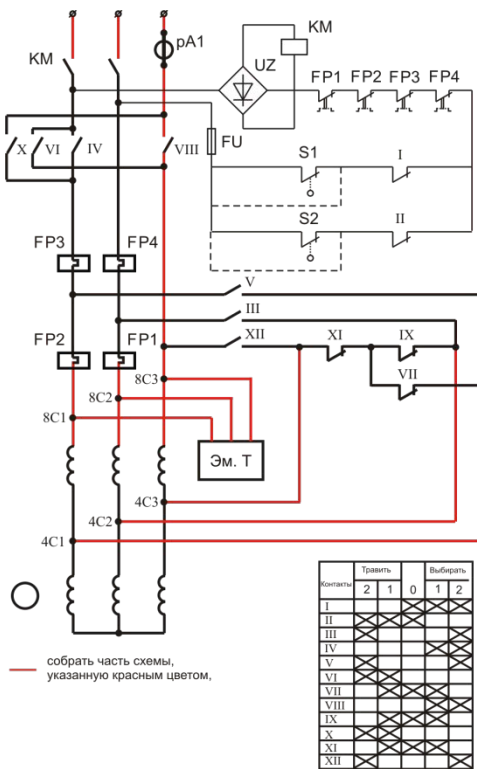 pA1
KM
KM
UZ
FP1 FP2 FP3 FP4
FU
X VI IV VIII
S1 I
S2 II
FP3 FP4
V
III
XII XI IX
FP2 FP1
VII
8C3
8C2
8C1
Эм. Т
4C3
4C2
4C1
собрать часть схемы,
указанную красным цветом,
Контакты Травить Выбирать
2 1 0 1 2
I
II
III
IV
V
VI
VII
VIII
IX
X
XI
XII